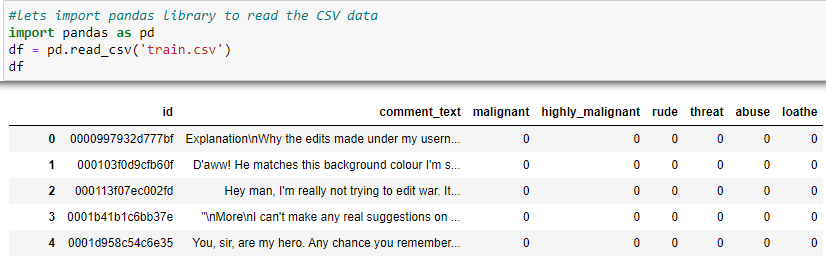 #lets import pandas library to read the CSV data
import pandas as pd
df = pd.read_csv('train.csv')
df
id comment_text malignant highly_malignant rude threat abuse loathe
0 0000997932d777bf Explanation\nWhy the edits made under my usern... 0 0 0 0 0 0
1 000103f0d9cfb60f D'aww! He matches this background colour I'm s... 0 0 0 0 0 0
2 000113f07ec002fd Hey man, I'm really not trying to edit war. It... 0 0 0 0 0 0
3 0001b41b1c6bb37e "\nMore\nI can't make any real suggestions on ... 0 0 0 0 0 0
4 0001d958c54c6e35 You, sir, are my hero. Any chance you remember... 0 0 0 0 0 0